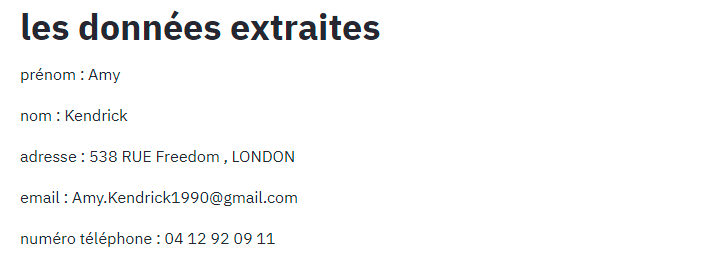 les données extraites
prénom : Amy
nom : Kendrick
adresse : 538 RUE Freedom , LONDON
email : Amy.Kendrick1990@gmail.com
numéro téléphone : 04 12 92 09 11